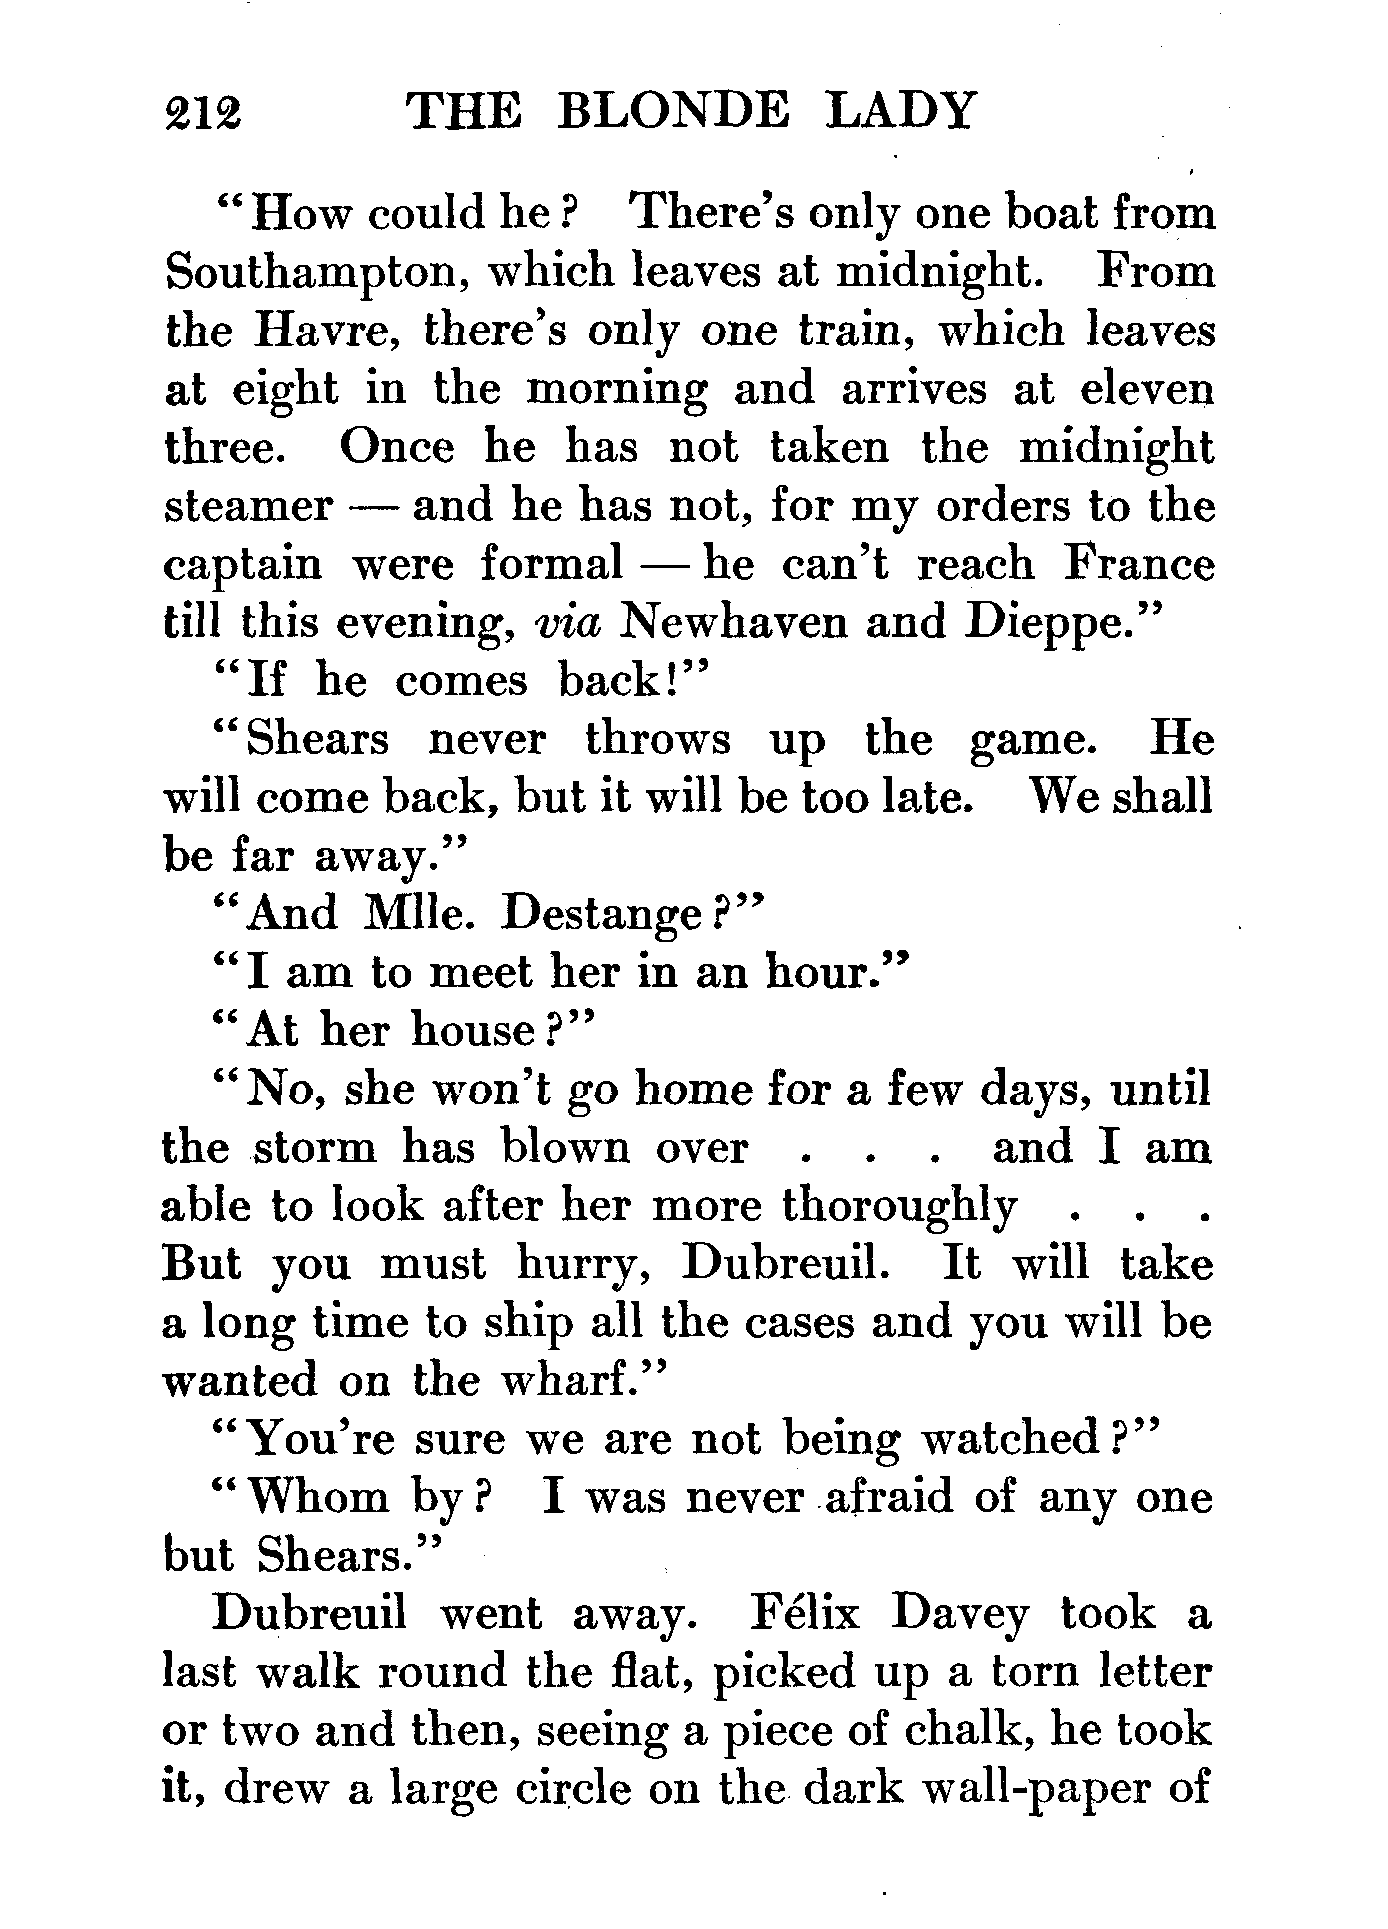 212 THE BLONDE LADY
“How could he? There’s only one boat from
Southampton, which leaves at midnight. From
the Havre, there’s only one train, which leaves
at eight in the morning and arrives at eleven
three. Once he has not taken the midnight
steamer — and he has not, for my orders to the
captain were formal — he can’t reach France
till this evening, via Newhaven and Dieppe.”
“If he comes back!”
“Shears never throws up the game. He
will come back, but it will be too late. We shall
be far away.”
“And Mlle. Destange?”
“I am to meet her in an hour.”
“At her house?”
“No, she won’t go home for a few days, until
the storm has blown over . . . and I am
able to look after her more thoroughly . . .
But you must hurry, Dubreuil. It will take
a long time to ship all the cases and you will be
wanted on the wharf.”
“You’re sure we are not being watched?”
“Whom by? I was never afraid of any one
but Shears.”
Dubreuil went away. Félix Davey took a
last walk round the flat, picked up a torn letter
or two and then, seeing a piece of chalk, he took
it, drew a large circle on the dark wall-paper of